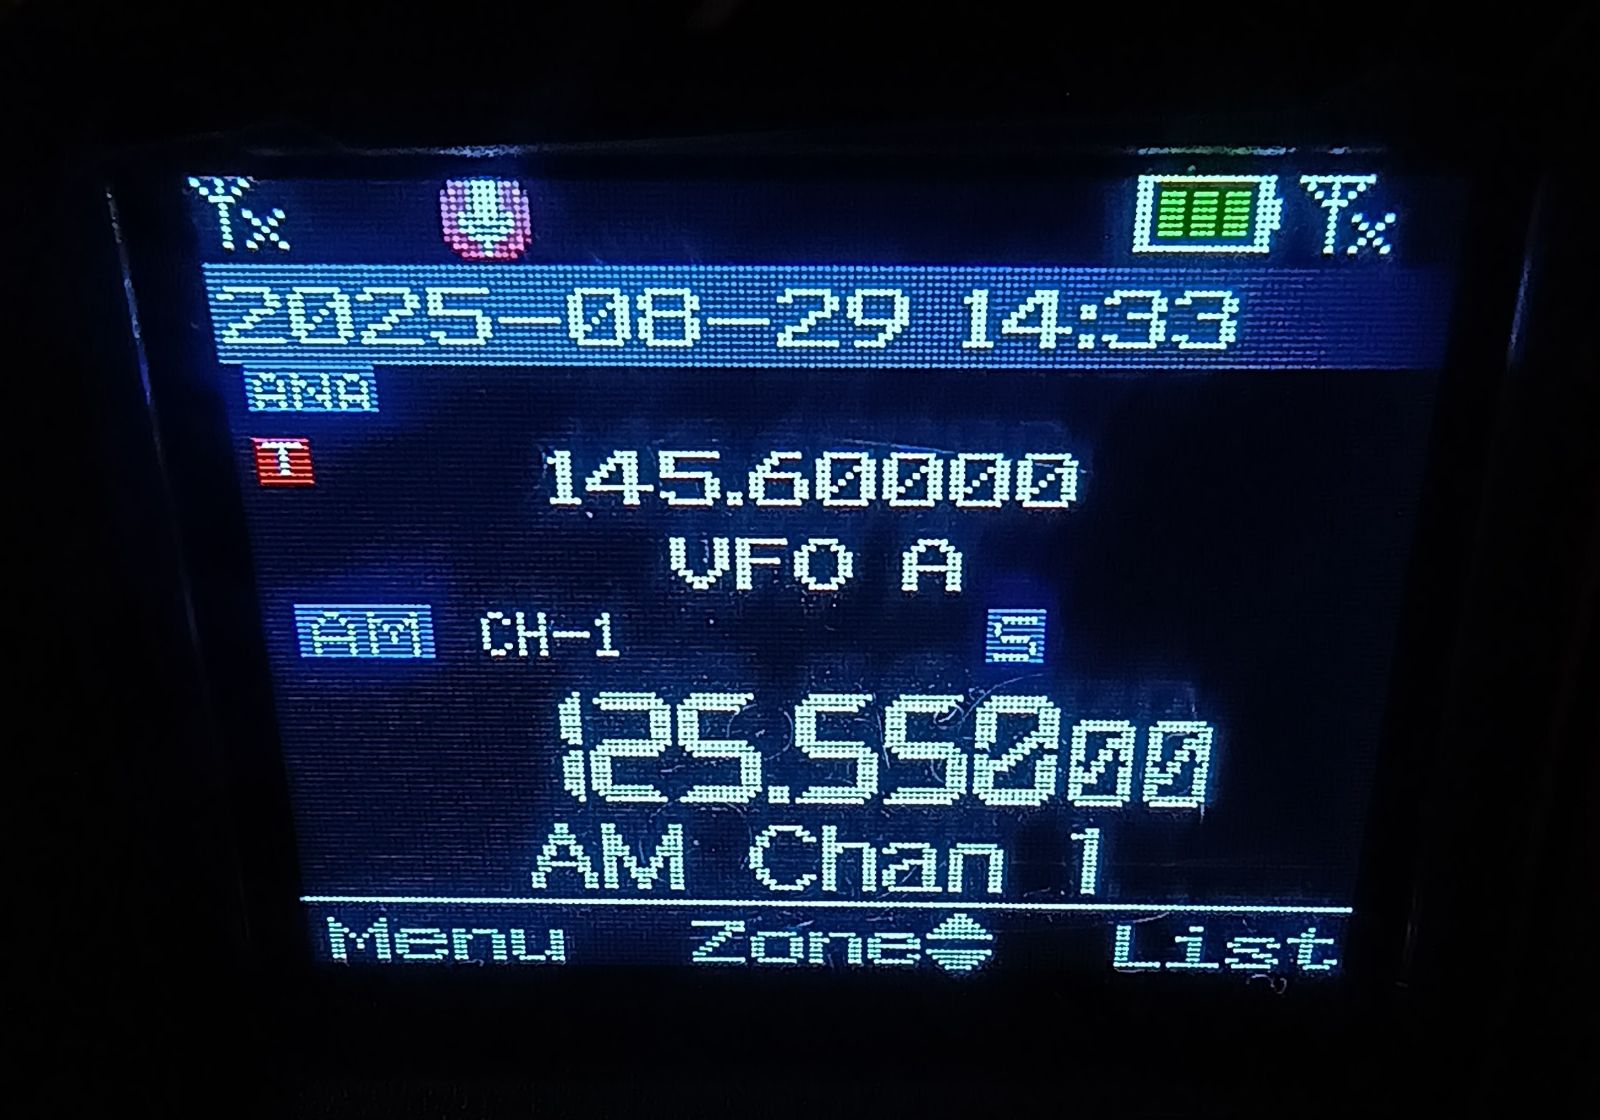 Tx Tx
2025-08-29 14:33
ANA
T 145.60000
VFO A
AM CH-1 S
125.55000
AM Chan 1
Menu Zone List